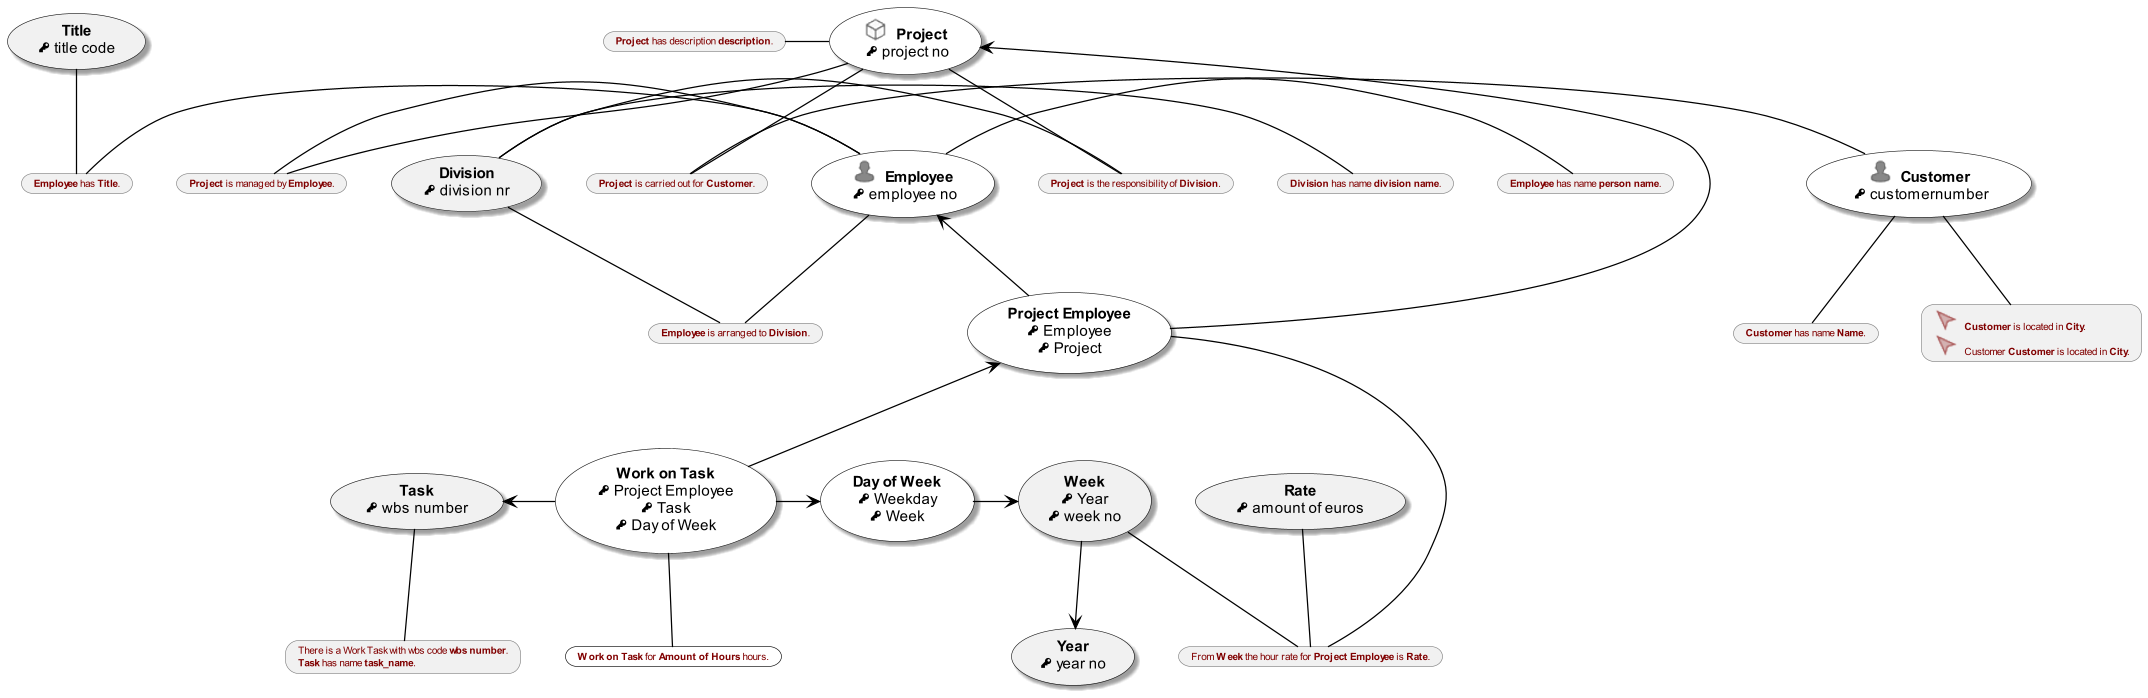 Title
title code
Project has description description.
Project
project no
Employee has Title.
Project is managed by Employee.
Division
division nr
Project is carried out for Customer.
Employee
employee no
Project is the responsibility of Division.
Division has name division name.
Employee has name person name.
Customer
customernumber
Employee is arranged to Division.
Project Employee
Employee
Project
Customer has name Name.
Customer is located in City.
Customer Customer is located in City.
Task
wbs number
Work on Task
Project Employee
Task
Day of Week
Day of Week
Weekday
Week
Week
Year
week no
Rate
amount of euros
There is a Work Task with wbs code wbs number.
Task has name task_name.
Work on Task for Amount of Hours hours.
Year
year no
From Week the hour rate for Project Employee is Rate.